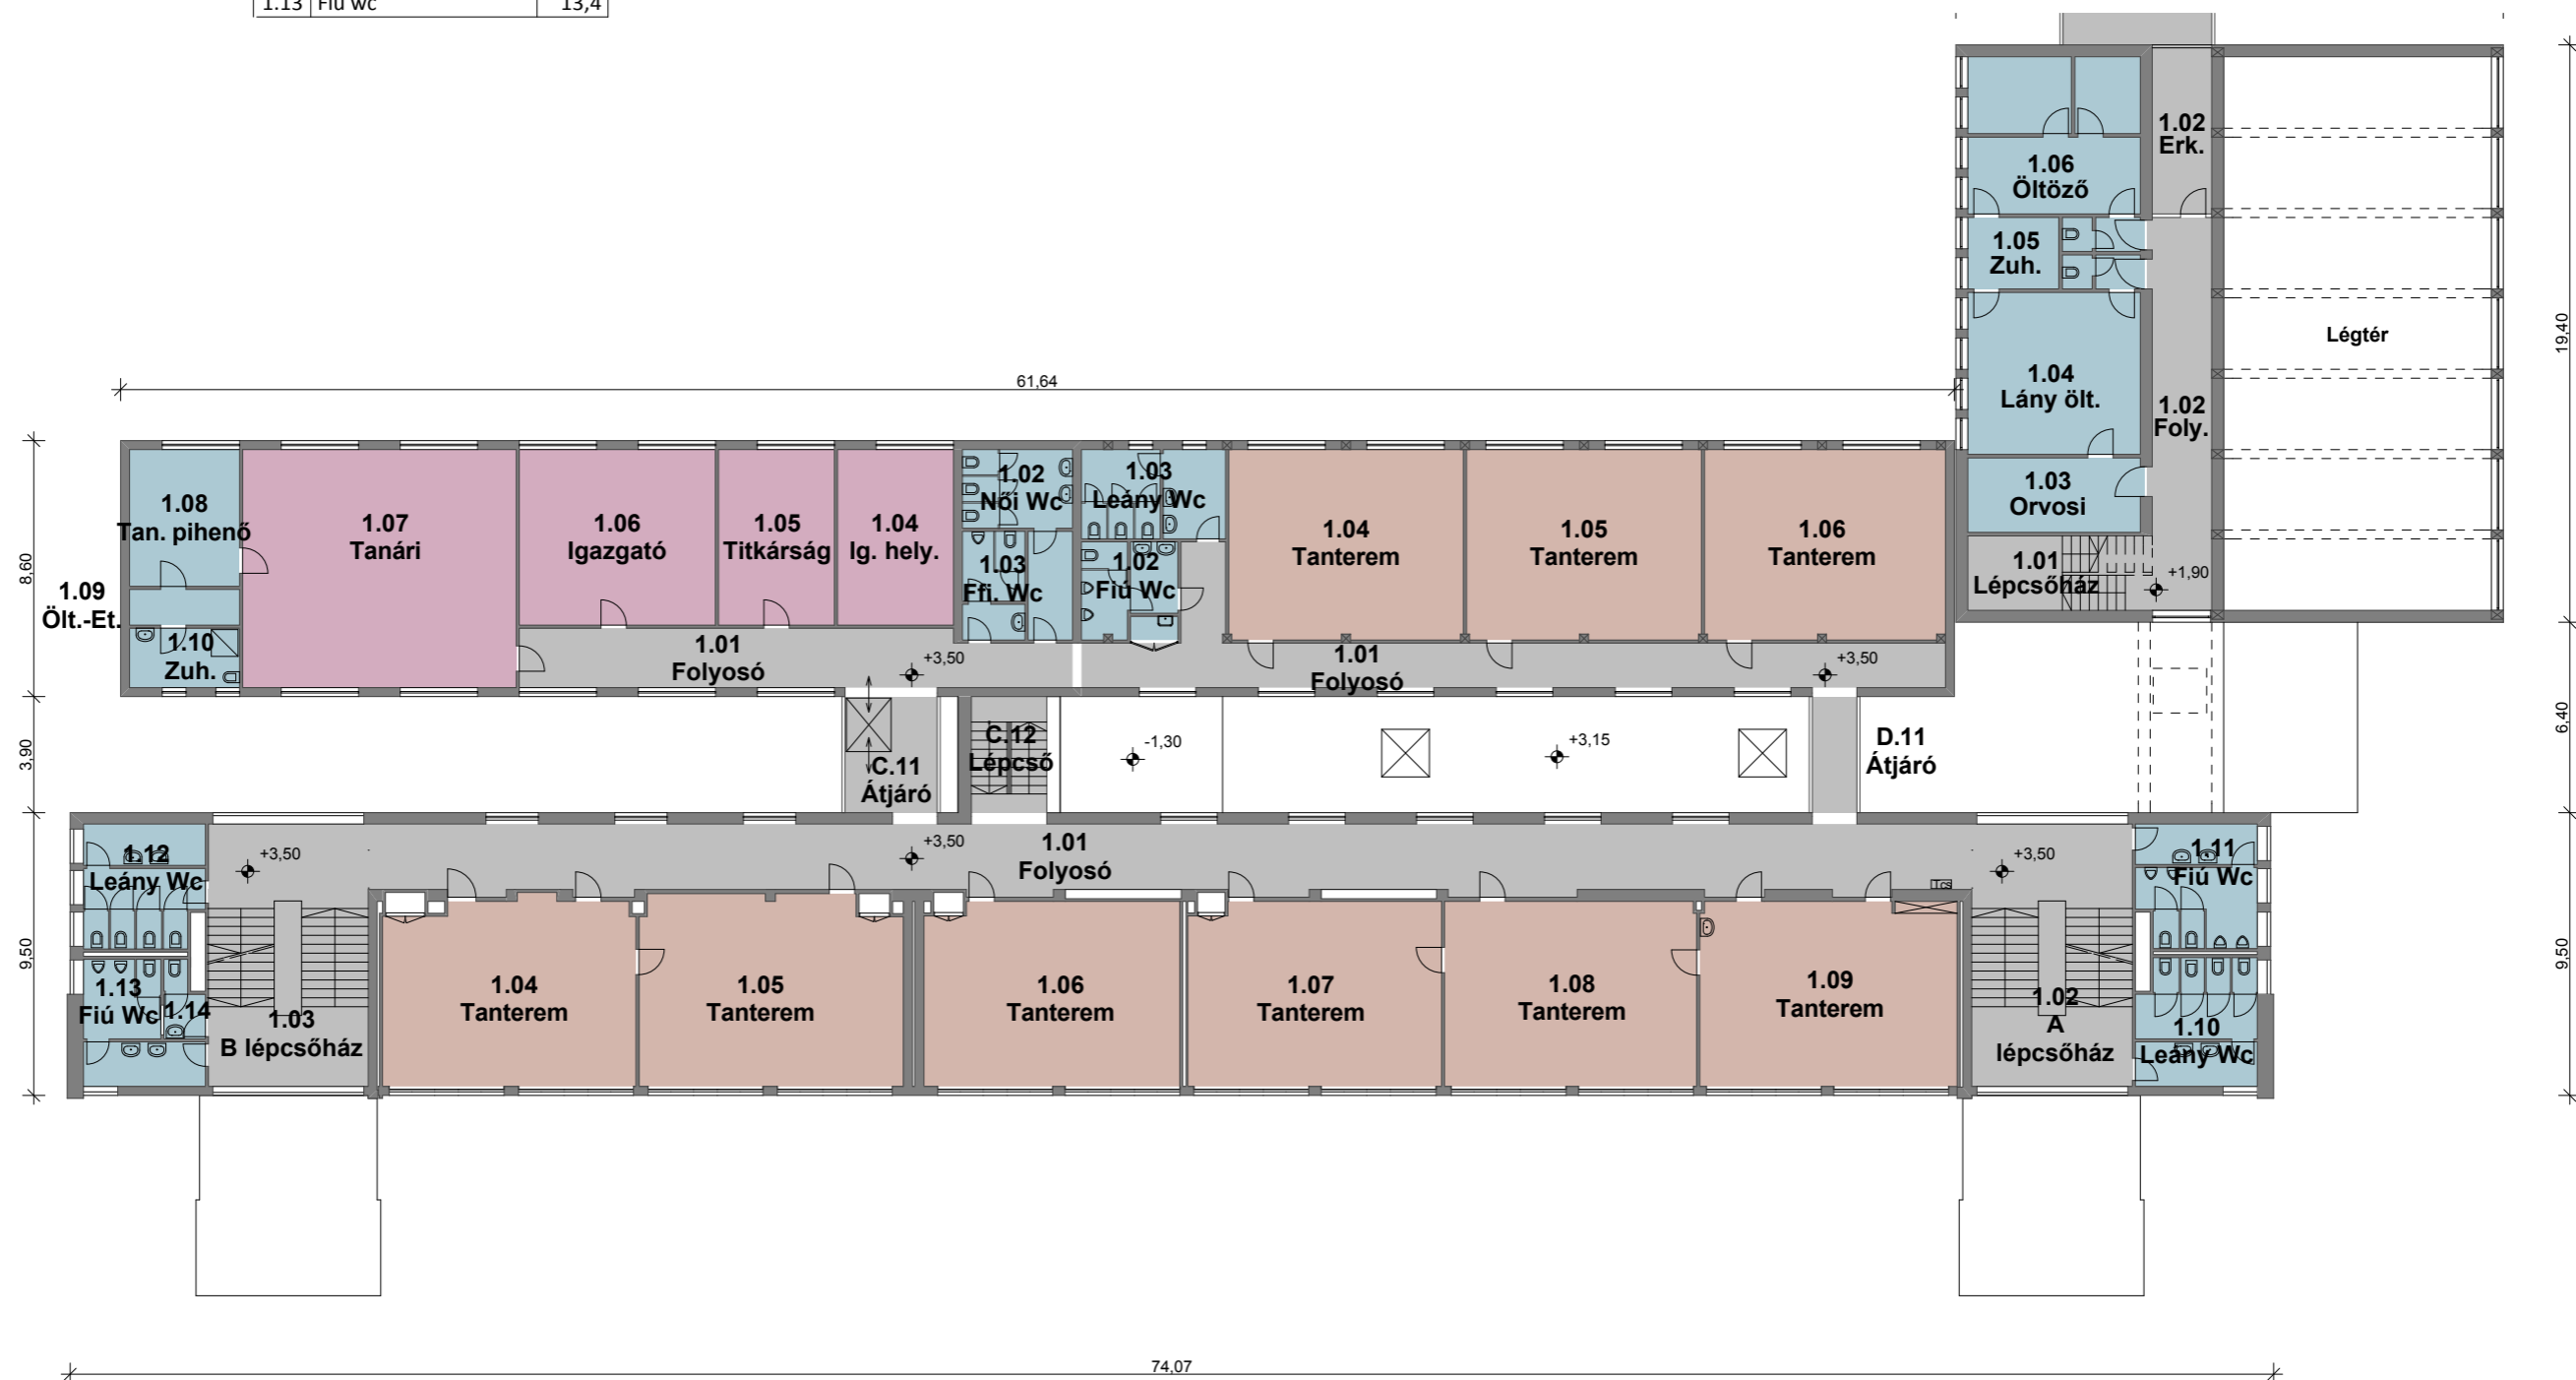 1.13 Fiú wc 13,4
1.02
Erk.
1.06
Öltöző
1.05
Zuh.
19,40
Légtér
1.04
Lány ölt.
1.02
Foly.
61,64
1.03
Orvosi
1.01
Lépcsőház
+1,90
8,60
1.08
Tan. pihenő
1.07
Tanári
1.06
Igazgató
1.05
Titkárság
1.04
Ig. hely.
1.02
Női Wc
1.03
Leány Wc
1.03
Ffi. Wc
1.02
Fiú Wc
1.04
Tanterem
1.05
Tanterem
1.06
Tanterem
1.09
Ölt.-Et.
1.10
Zuh.
1.01
Folyosó
+3,50
1.01
Folyosó
+3,50
3,90
C.11
Átjáró
C.12
Lépcső
-1,30
+3,15
D.11
Átjáró
6,40
1.12
Leány Wc
+3,50
+3,50
1.01
Folyosó
+3,50
1.11
Fiú Wc
Tcs
9,50
1.13
Fiú Wc
1.14
1.03
B lépcsőház
1.04
Tanterem
1.05
Tanterem
1.06
Tanterem
1.07
Tanterem
1.08
Tanterem
1.09
Tanterem
1.02
A
lépcsőház
1.10
Leány Wc
9,50
74,07